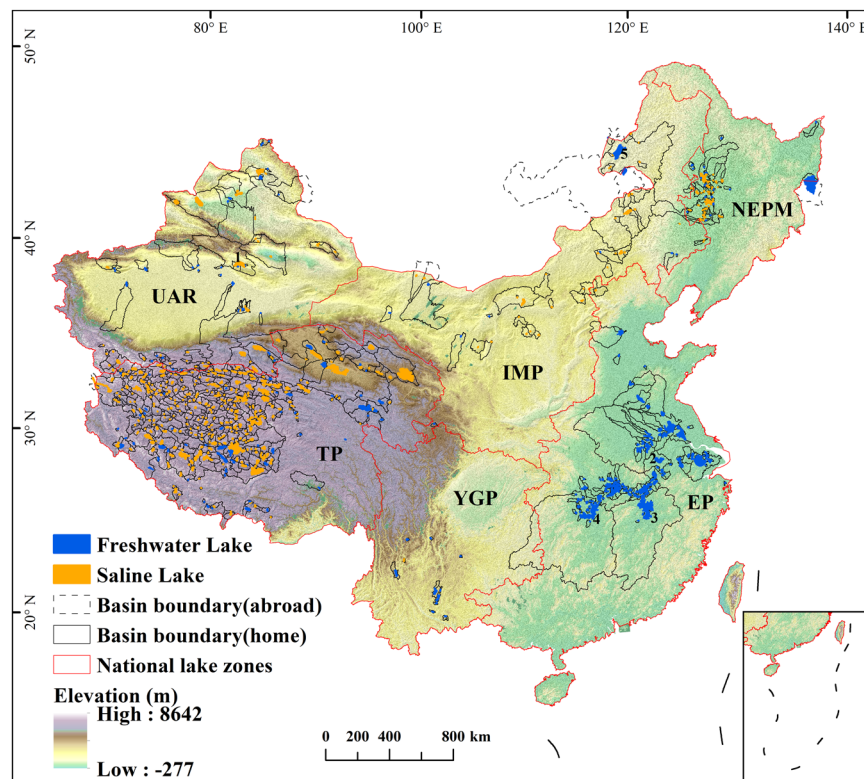 80° E 100° E 120° E 140° E
50° N
40° N
30° N
20° N
5
NEPM
1
UAR
IMP
TP
2
YGP
EP
4
3
Freshwater Lake
Saline Lake
Basin boundary(abroad)
Basin boundary(home)
National lake zones
Elevation (m)
High : 8642
Low : -277
0 200 400 800 km